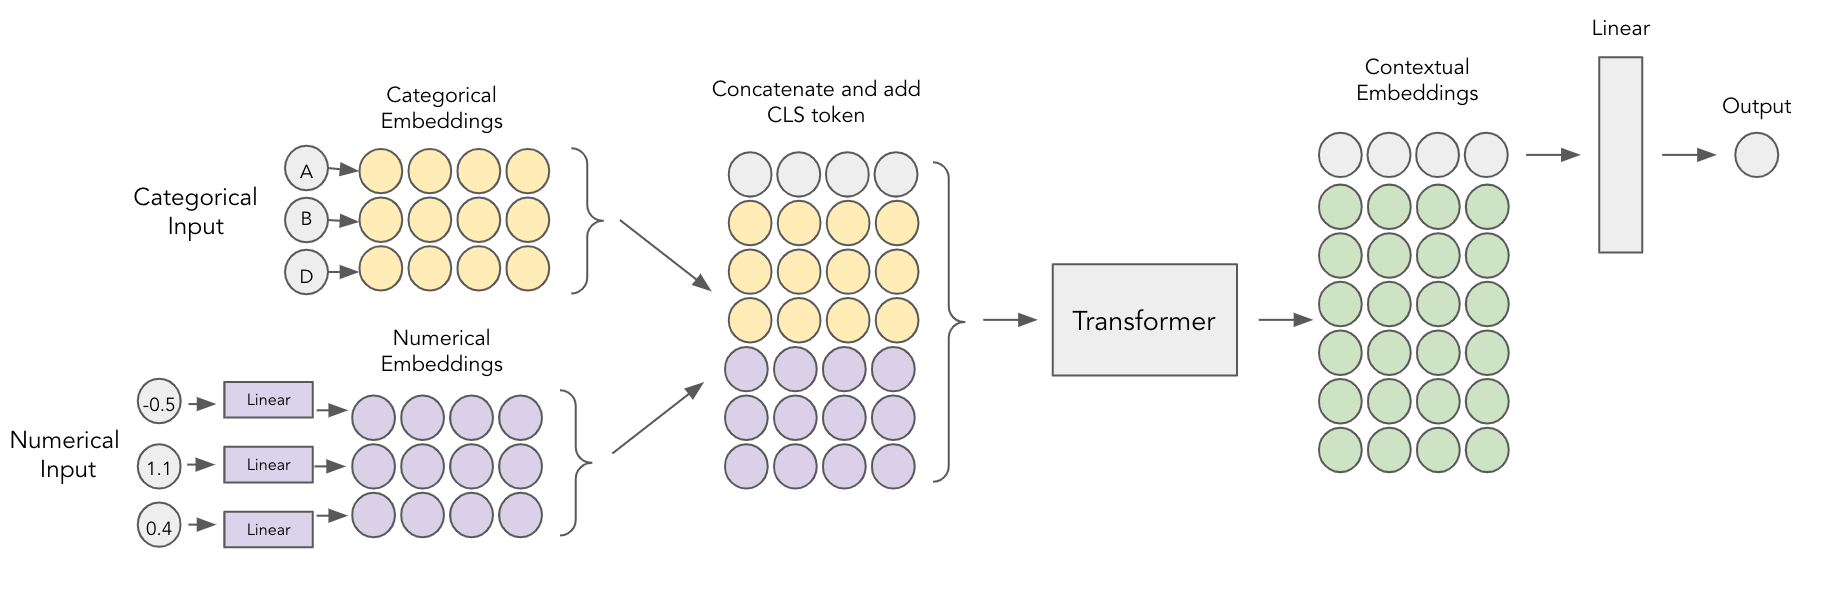 Categorical
Input
A
B
D
Categorical
Embeddings
Numerical
Input
-0.5
1.1
0.4
Linear
Linear
Linear
Numerical
Embeddings
Concatenate and add
CLS token
Transformer
Contextual
Embeddings
Linear
Output